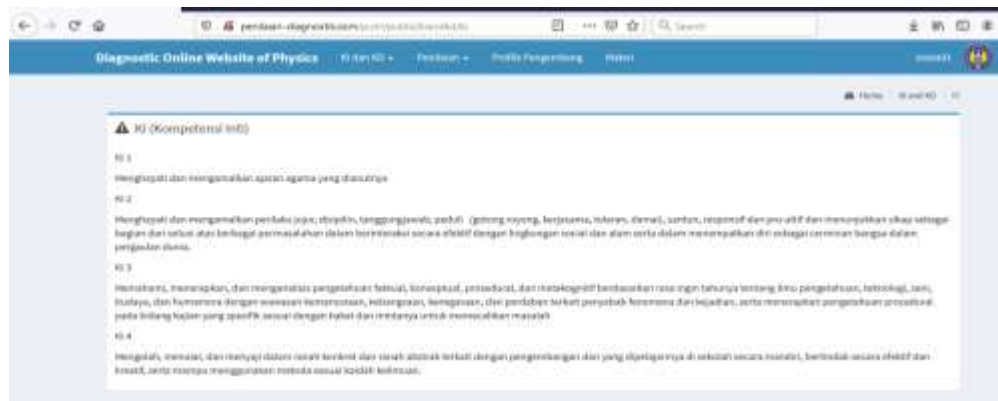 Search
Diagnostic Online Website of Physics KI dan KD Penilaian Profile Pengembang Materi
Home KI and KD KI
KI (Kompetensi Inti)
KI 1
Menghayati dan mengamalkan ajaran agama yang dianutnya
KI 2
Menghayati dan mengamalkan perilaku jujur, disiplin, tanggungjawab, peduli (gotong royong, kerjasama, toleran, damai), santun, responsif dan pro-aktif dan menunjukkan sikap sebagai
bagian dari solusi atas berbagai permasalahan dalam berinteraksi secara efektif dengan lingkungan social dan alam serta dalam menempatkan diri sebagai cerminan bangsa dalam
pergaulan dunia.
KI 3
Memahami, menerapkan, dan menganalisis pengetahuan faktual, konseptual, prosedural, dan metakognitif berdasarkan rasa ingin tahunya tentang ilmu pengetahuan, teknologi, seni,
budaya, dan humaniora dengan wawasan kemanusiaan, kebangsaan, kenegaraan, dan peradaban terkait penyebab fenomena dan kejadian, serta menerapkan pengetahuan procedural
pada bidang kajian yang spesifik sesuai dengan bakat dan minatnya untuk memecahkan masalah
KI 4
Mengolah, menalar, dan menyaji dalam ranah konkret dan ranah abstrak terkait dengan pengembangan dari yang dipelajarinya di sekolah secara mandiri, bertindak secara efektif dan
kreatif, serta mampu menggunakan metoda sesuai kaidah keilmuan.